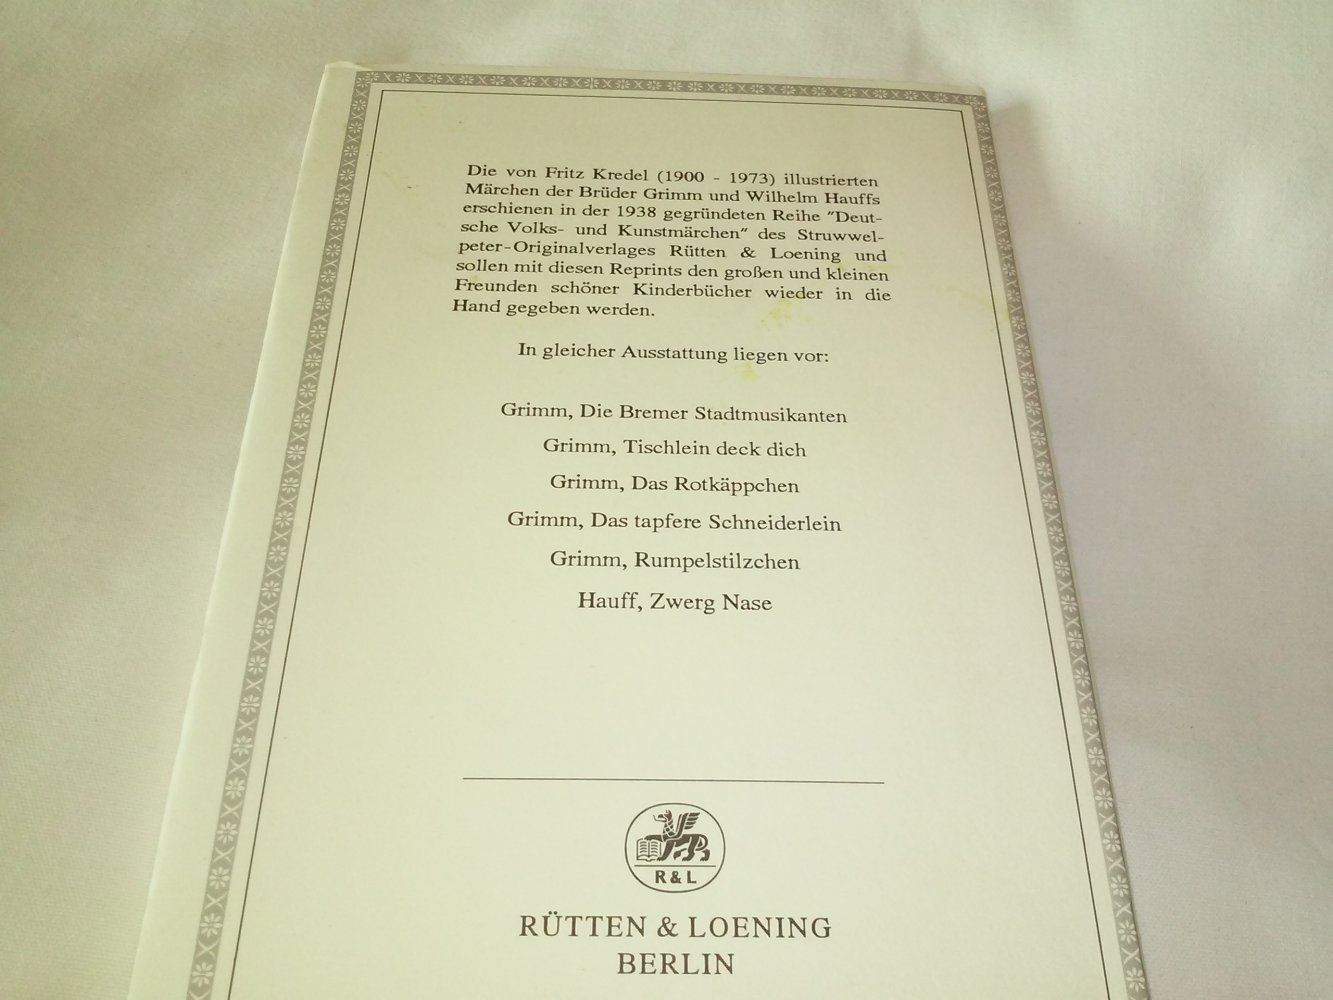 Die von Fritz Kredel (1900 - 1973) illustrierten
Märchen der Brüder Grimm und Wilhelm Hauffs
erschienen in der 1938 gegründeten Reihe "Deut-
sche Volks- und Kunstmärchen" des Struwwel-
peter-Originalverlages Rütten & Loening und
sollen mit diesen Reprints den großen und kleinen
Freunden schöner Kinderbücher wieder in die
Hand gegeben werden.
In gleicher Ausstattung liegen vor:
Grimm, Die Bremer Stadtmusikanten
Grimm, Tischlein deck dich
Grimm, Das Rotkäppchen
Grimm, Das tapfere Schneiderlein
Grimm, Rumpelstilzchen
Hauff, Zwerg Nase
R & L
RÜTTEN & LOENING
BERLIN